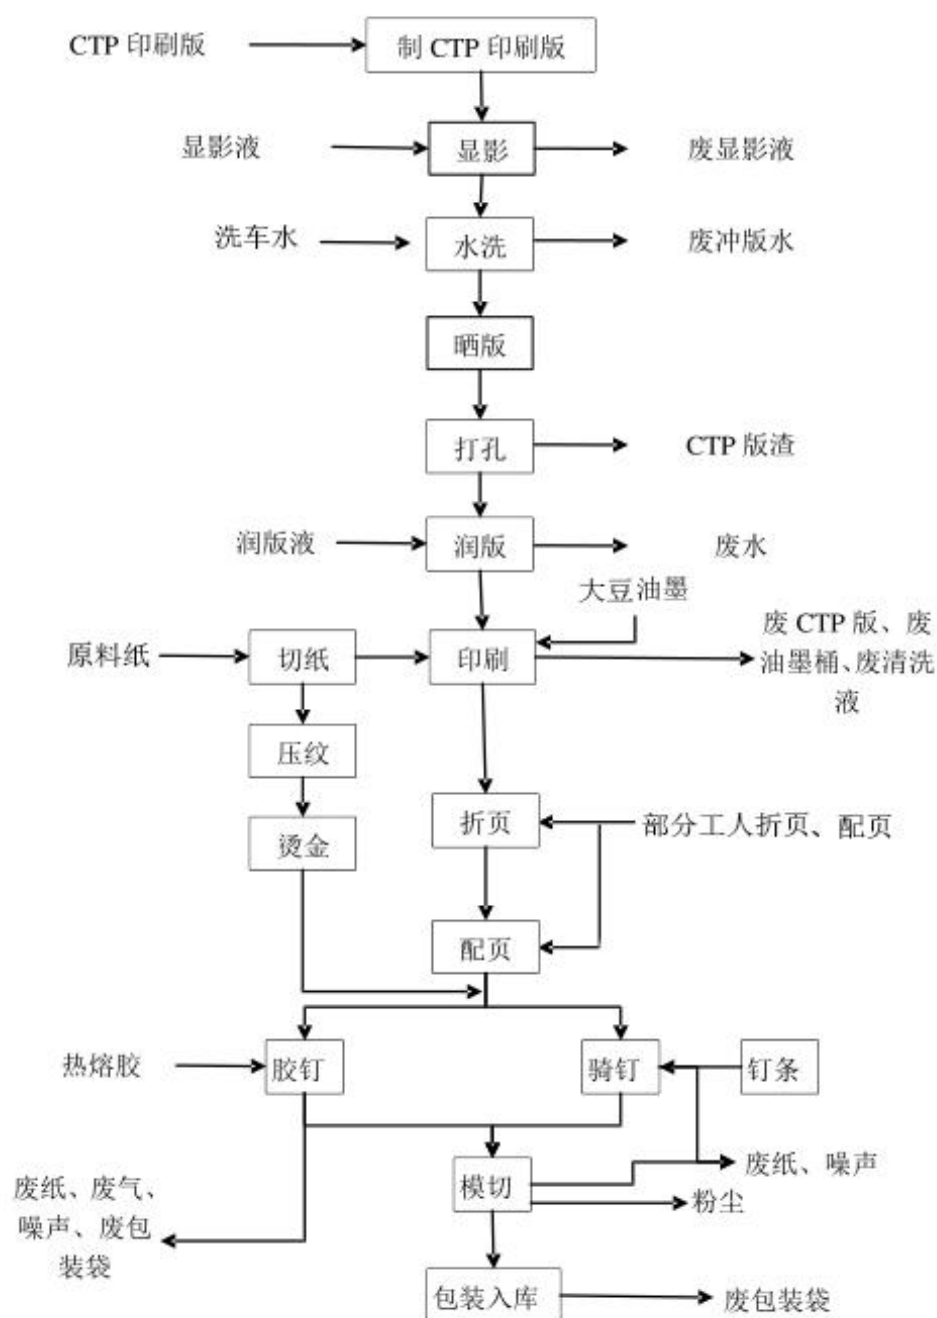 CTP 印刷版
制 CTP 印刷版
显影液
显影
废显影液
洗车水
水洗
废冲版水
晒版
打孔
CTP 版渣
润版液
润版
废水
大豆油墨
原料纸
切纸
印刷
废 CTP 版、废
油墨桶、废清洗
液
压纹
折页
部分工人折页、配页
烫金
配页
热熔胶
胶钉
骑钉
钉条
废纸、废气、
噪声、废包
装袋
模切
废纸、噪声
粉尘
包装入库
废包装袋